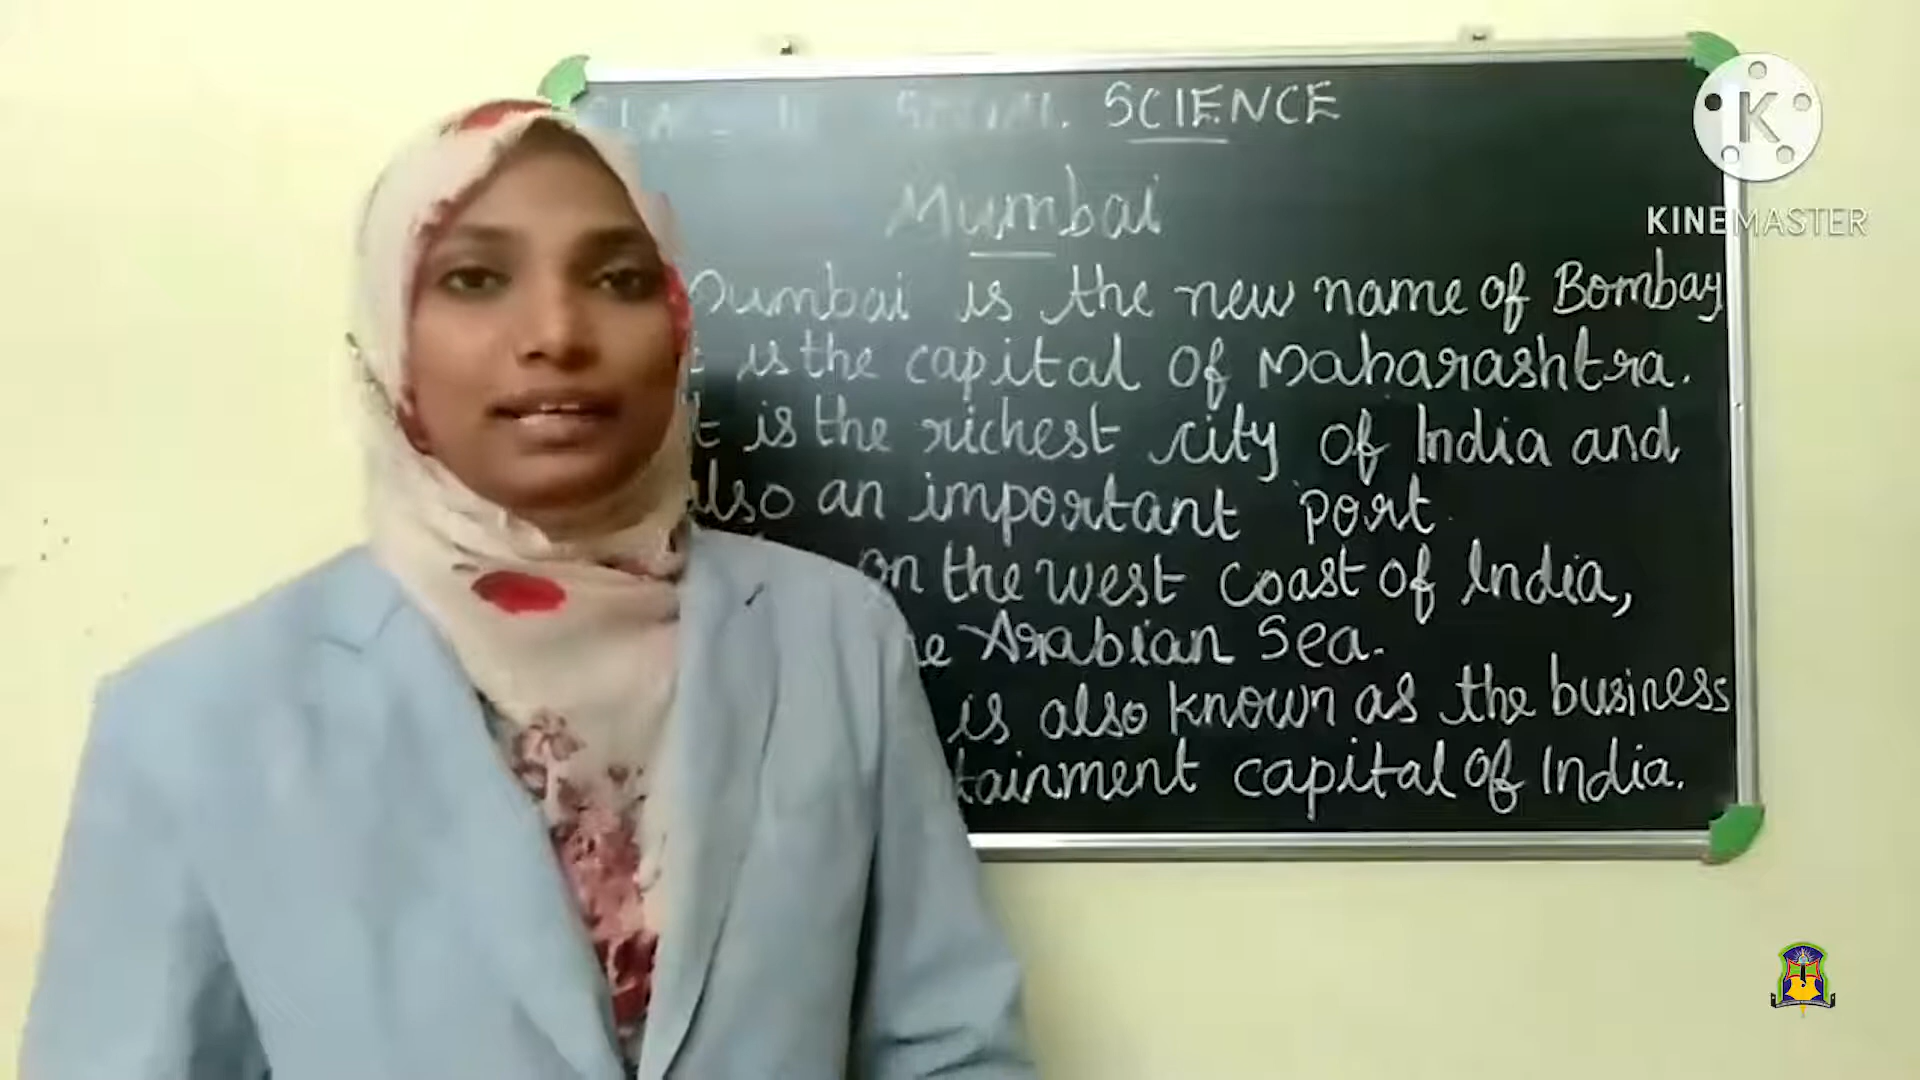 SCIENCE
Mumbai
Mumbai is the new name of Bombay
is the capital of Maharashtra.
is the richest city of India and
also an important port
on the west coast of India,
Arabian Sea.
is also known as the business
tainment capital of India.
K
KINEMASTER